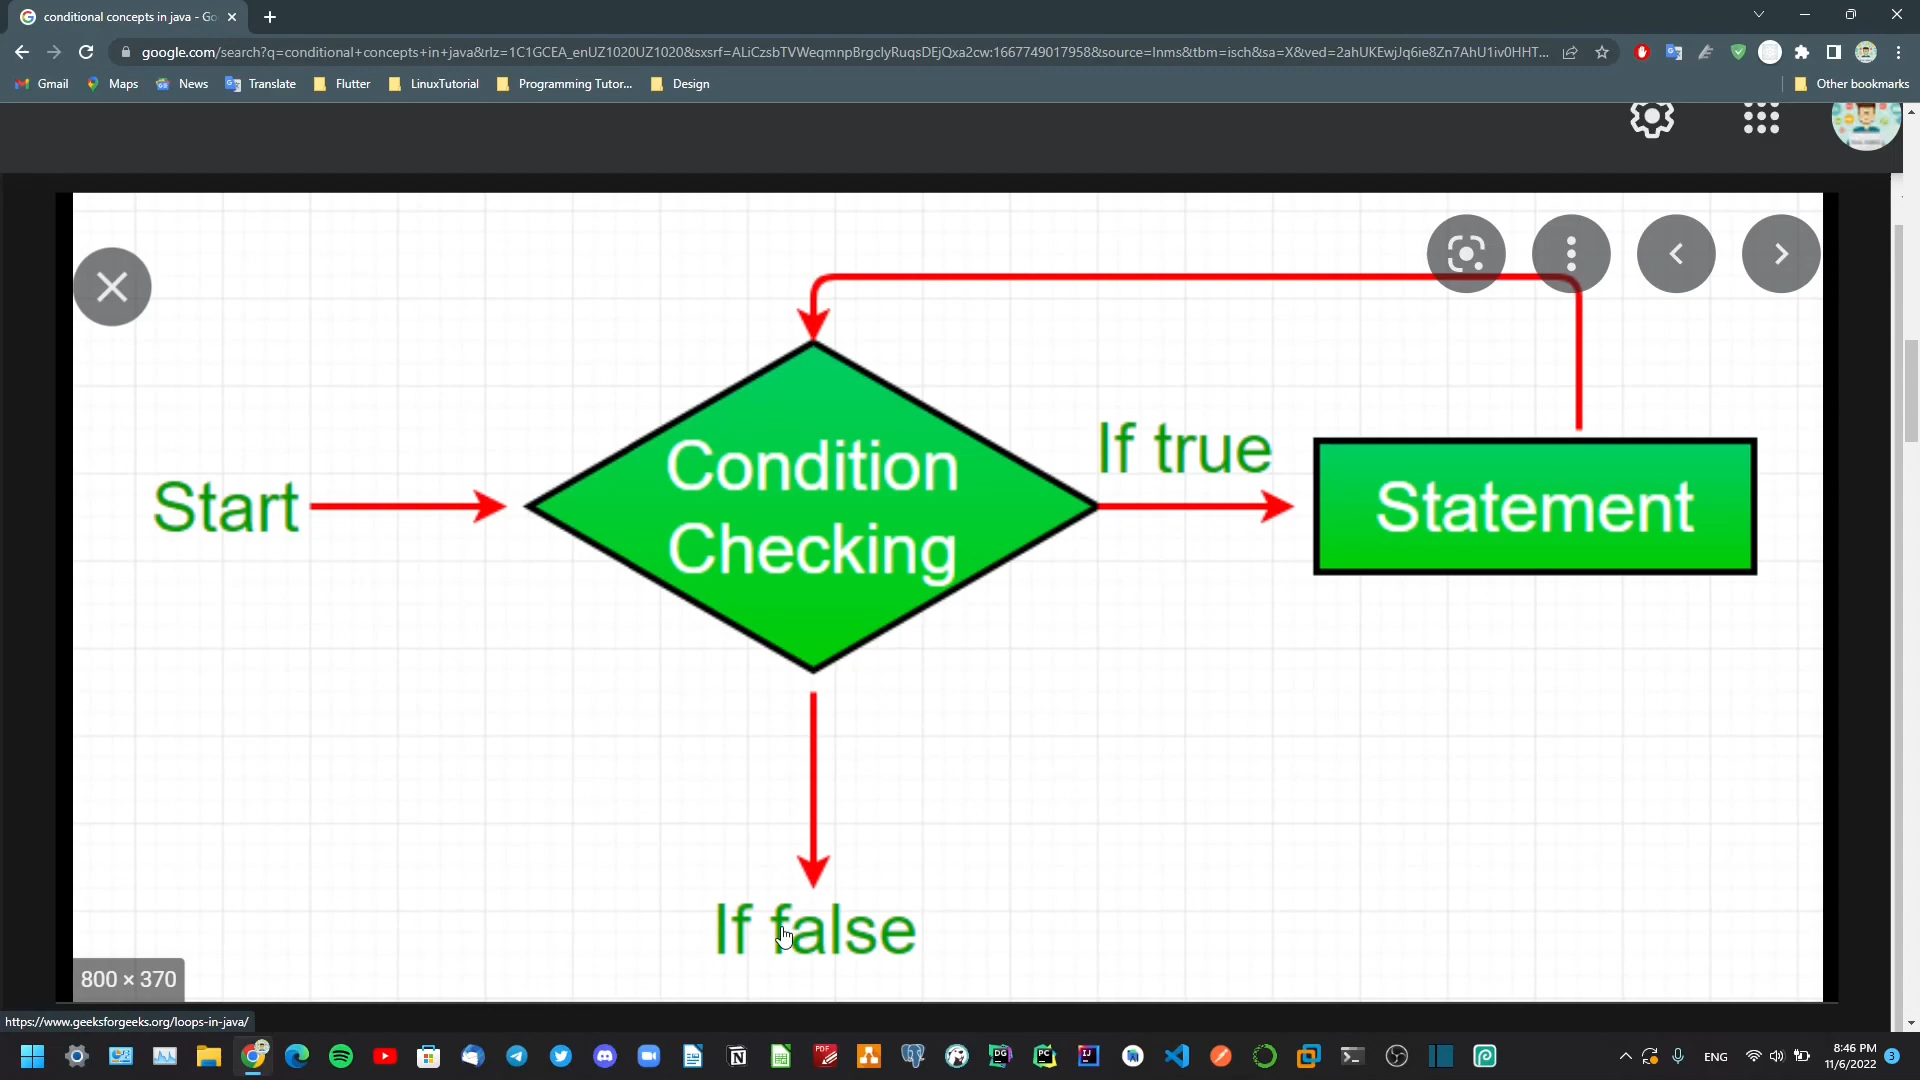 conditional concepts in java - Go
google.com/search?q=conditional+concepts+in+java&rlz=1C1GCEA_enUZ1020UZ1020&sxsrf=ALiCzsbTVWeqmnpBrgclyRuqsDEjQxa2cw:1667749017958&source=lnms&tbm=isch&sa=X&ved=2ahUKEwjJq6ie8Zn7AhU1iv0HHT...
Gmail Maps News Translate Flutter LinuxTutorial Programming Tutor... Design Other bookmarks
If true
Condition
Start
Statement
Checking
If false
800 × 370
https://www.geeksforgeeks.org/loops-in-java/
ENG
8:46 PM
11/6/2022
3